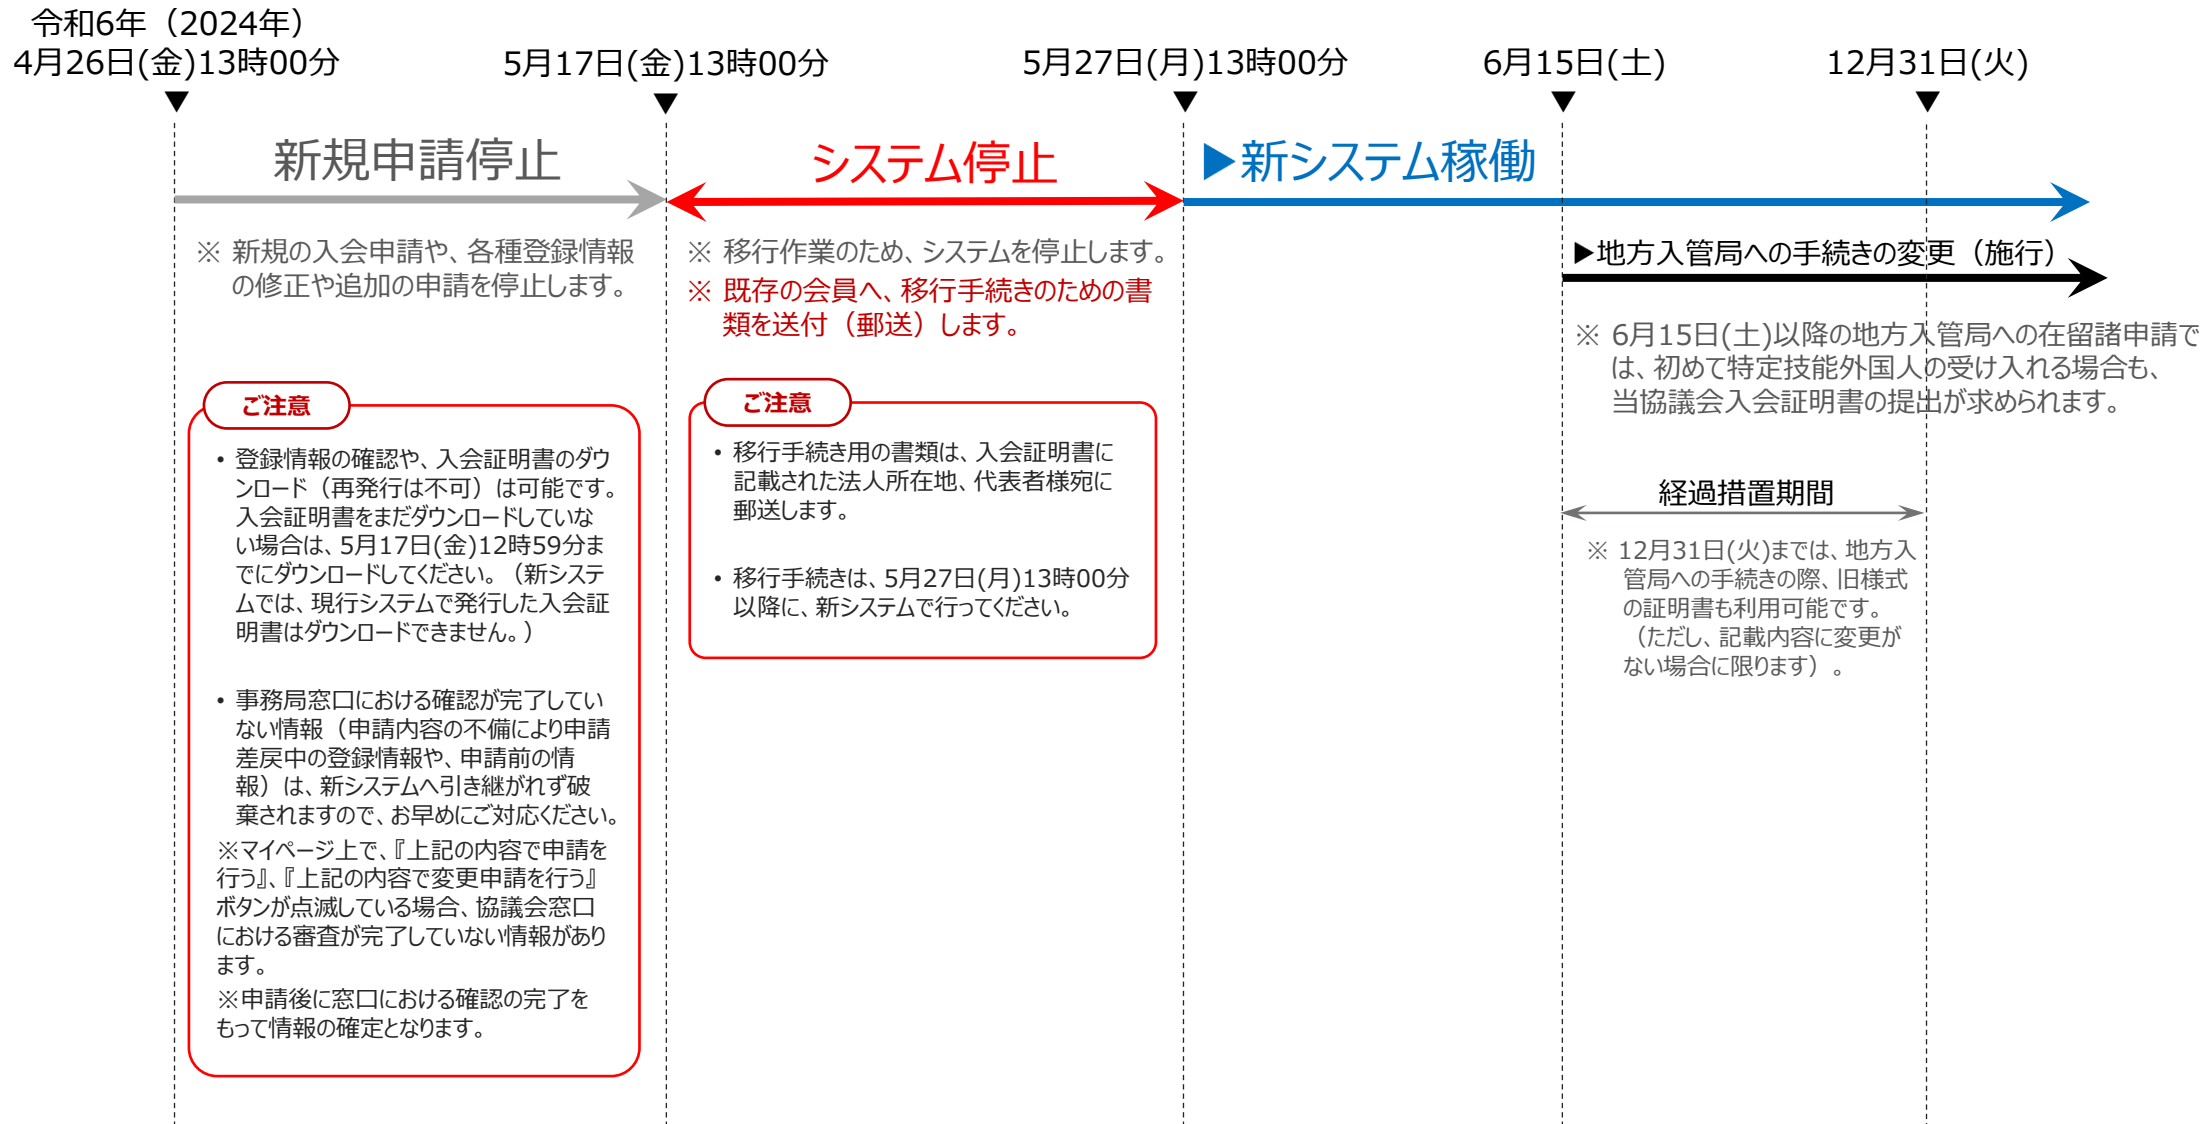 令和6年（2024年）
4月26日(金)13時00分
5月17日(金)13時00分
5月27日(月)13時00分
6月15日(土)
12月31日(火)
▼
▼
▼
▼
▼
新規申請停止
※ 新規の入会申請や、各種登録情報
の修正や追加の申請を停止します。
ご注意
• 登録情報の確認や、入会証明書のダウ
ンロード（再発行は不可）は可能です。
入会証明書をまだダウンロードしていな
い場合は、5月17日(金)12時59分ま
でにダウンロードしてください。（新システ
ムでは、現行システムで発行した入会証
明書はダウンロードできません。）
• 事務局窓口における確認が完了してい
ない情報（申請内容の不備により申請
差戻中の登録情報や、申請前の情
報）は、新システムへ引き継がれず破
棄されますので、お早めにご対応ください。
※マイページ上で、『上記の内容で申請を
行う』、『上記の内容で変更申請を行う』
ボタンが点滅している場合、協議会窓口
における審査が完了していない情報があり
ます。
※申請後に窓口における確認の完了を
もって情報の確定となります。
システム停止
※ 移行作業のため、システムを停止します。
※ 既存の会員へ、移行手続きのための書
類を送付（郵送）します。
ご注意
• 移行手続き用の書類は、入会証明書に
記載された法人所在地、代表者様宛に
郵送します。
• 移行手続きは、5月27日(月)13時00分
以降に、新システムで行ってください。
▶新システム稼働
▶地方入管局への手続きの変更（施行）
※ 6月15日(土)以降の地方入管局への在留諸申請で
は、初めて特定技能外国人の受け入れる場合も、
当協議会入会証明書の提出が求められます。
経過措置期間
※ 12月31日(火)までは、地方入
管局への手続きの際、旧様式
の証明書も利用可能です。
（ただし、記載内容に変更が
ない場合に限ります）。